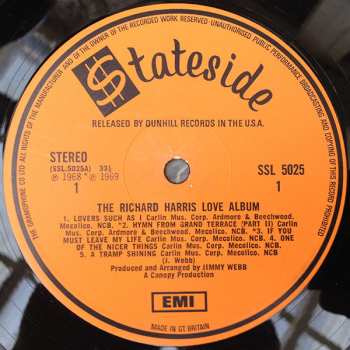 THE GRAMOPHONE CO LTD ALL RIGHTS OF THE MANUFACTURER AND OF THE OWNER OF THE RECORDED WORK RESERVED · UNAUTHORISED PUBLIC PERFORMANCE BROADCASTING AND COPYING OF THIS RECORD PROHIBITED
$tateside
RELEASED BY DUNHILL RECORDS IN THE U.S.A.
STEREO
(SSL.5025A) 33⅓
Ⓟ 1968 * Ⓟ 1969
1
SSL 5025
1
THE RICHARD HARRIS LOVE ALBUM
1. LOVERS SUCH AS I Carlin Mus. Corp. Ardmore & Beechwood.
Mecolico. NCB. *2. HYMN FROM GRAND TERRACE (PART II) Carlin
Mus. Corp. Ardmore & Beechwood. Mecolico. NCB. *3. IF YOU
MUST LEAVE MY LIFE Carlin Mus. Corp. Mecolico. NCB. 4. ONE
OF THE NICER THINGS Carlin Mus. Corp. Mecolico. NCB.
5. A TRAMP SHINING Carlin Mus. Corp. Mecolico. NCB
(J. Webb)
Produced and Arranged by JIMMY WEBB
A Canopy Production
EMI
MADE IN GT BRITAIN